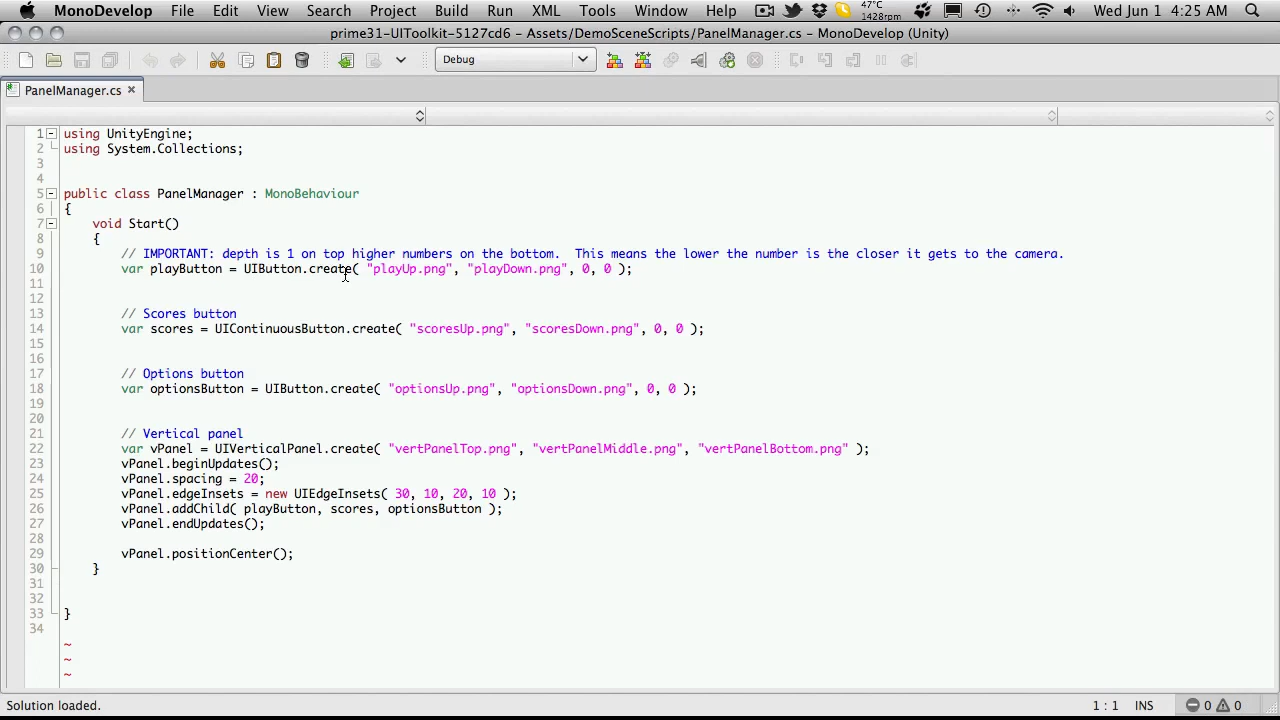 MonoDevelop File Edit View Search Project Build Run XML Tools Window Help 47°C 1428rpm Wed Jun 1 4:25 AM
prime31-UIToolkit-5127cd6 - Assets/DemoSceneScripts/PanelManager.cs - MonoDevelop (Unity)
Debug
PanelManager.cs ×
1 using UnityEngine;
2 using System.Collections;
3
4
5 public class PanelManager : MonoBehaviour
6 {
7 void Start()
8 {
9 // IMPORTANT: depth is 1 on top higher numbers on the bottom. This means the lower the number is the closer it gets to the camera.
10 var playButton = UIButton.create( "playUp.png", "playDown.png", 0, 0 );
11
12
13 // Scores button
14 var scores = UIContinuousButton.create( "scoresUp.png", "scoresDown.png", 0, 0 );
15
16
17 // Options button
18 var optionsButton = UIButton.create( "optionsUp.png", "optionsDown.png", 0, 0 );
19
20
21 // Vertical panel
22 var vPanel = UIVerticalPanel.create( "vertPanelTop.png", "vertPanelMiddle.png", "vertPanelBottom.png" );
23 vPanel.beginUpdates();
24 vPanel.spacing = 20;
25 vPanel.edgeInsets = new UIEdgeInsets( 30, 10, 20, 10 );
26 vPanel.addChild( playButton, scores, optionsButton );
27 vPanel.endUpdates();
28
29 vPanel.positionCenter();
30 }
31
32
33 }
34
~
~
~
Solution loaded. 1 : 1 INS 0 0